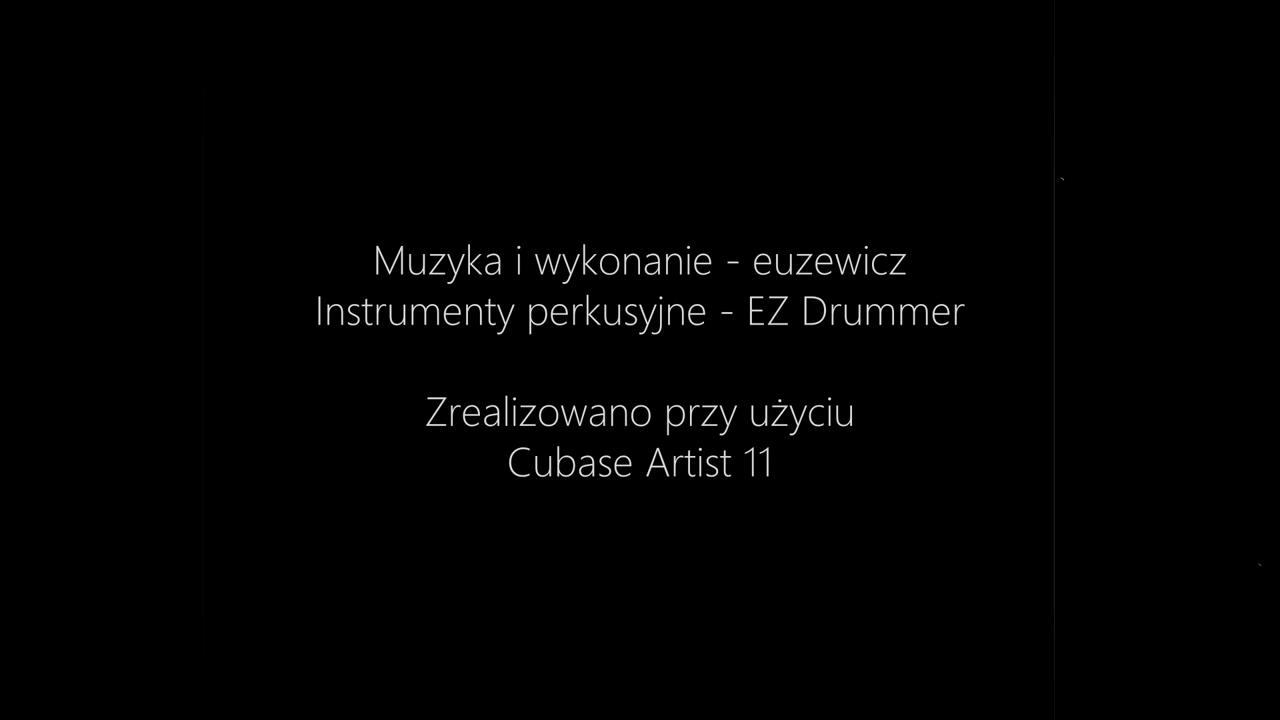 Muzyka i wykonanie - euzewicz
Instrumenty perkusyjne - EZ Drummer
Zrealizowano przy użyciu
Cubase Artist 11